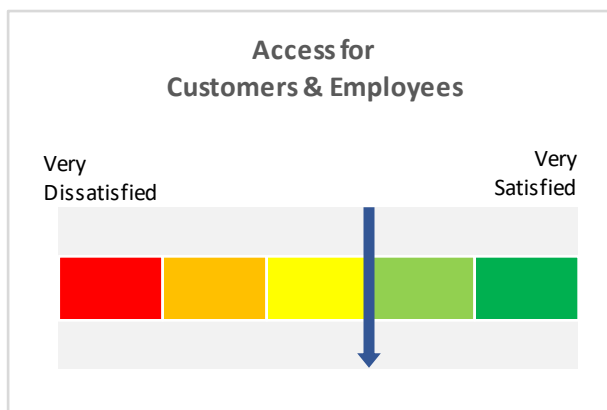 Access for
Customers & Employees
Very
Dissatisfied
Very
Satisfied